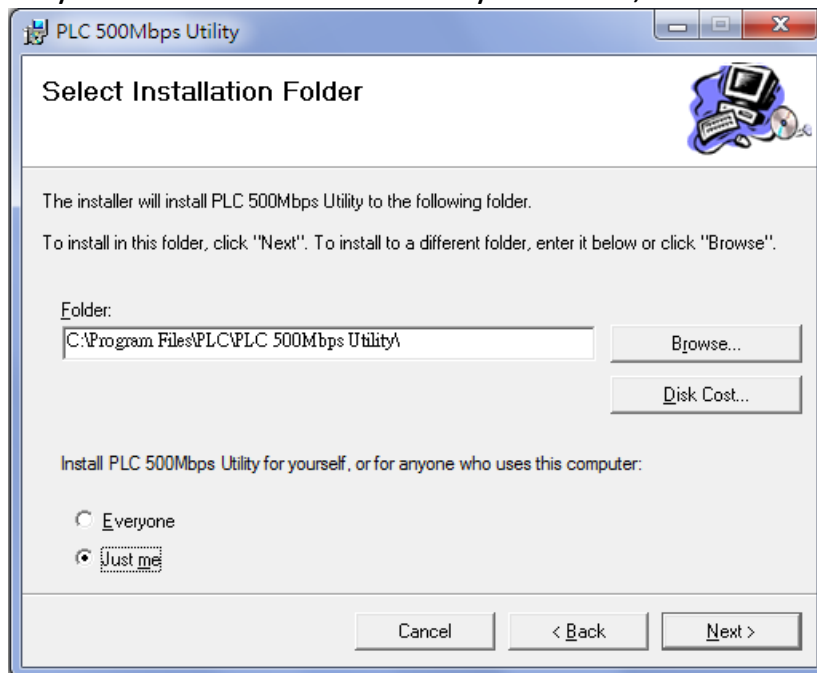 PLC 500Mbps Utility
Select Installation Folder
The installer will install PLC 500Mbps Utility to the following folder.
To install in this folder, click "Next". To install to a different folder, enter it below or click "Browse".
Folder:
C:\Program Files\PLC\PLC 500Mbps Utility\
Browse...
Disk Cost...
Install PLC 500Mbps Utility for yourself, or for anyone who uses this computer:
Everyone
Just me
Cancel
< Back
Next >